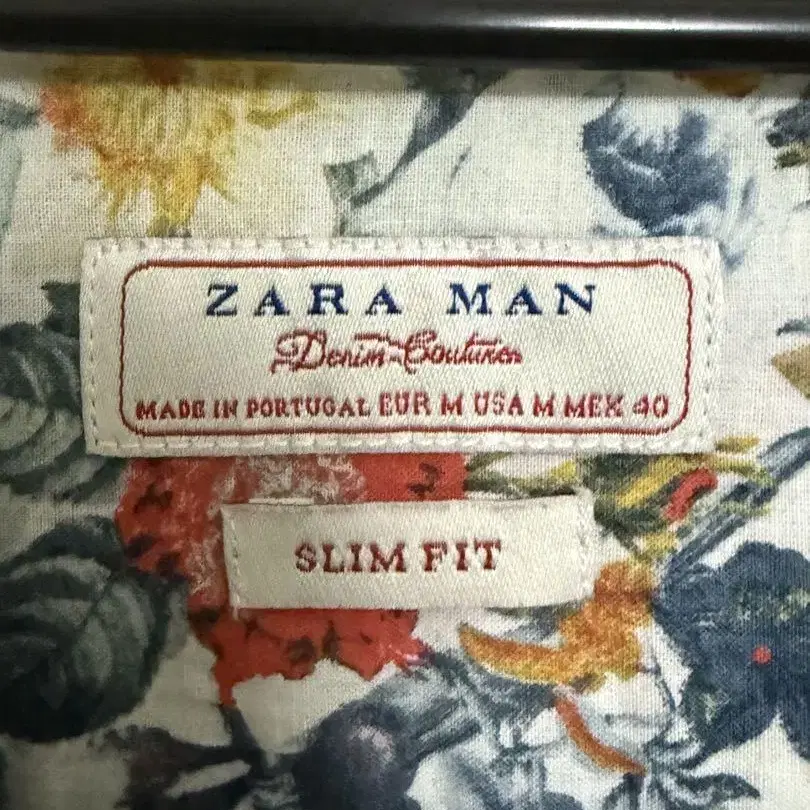 ZARA MAN
Denim Couture
MADE IN PORTUGAL EUR M USA M MEX 40
SLIM FIT